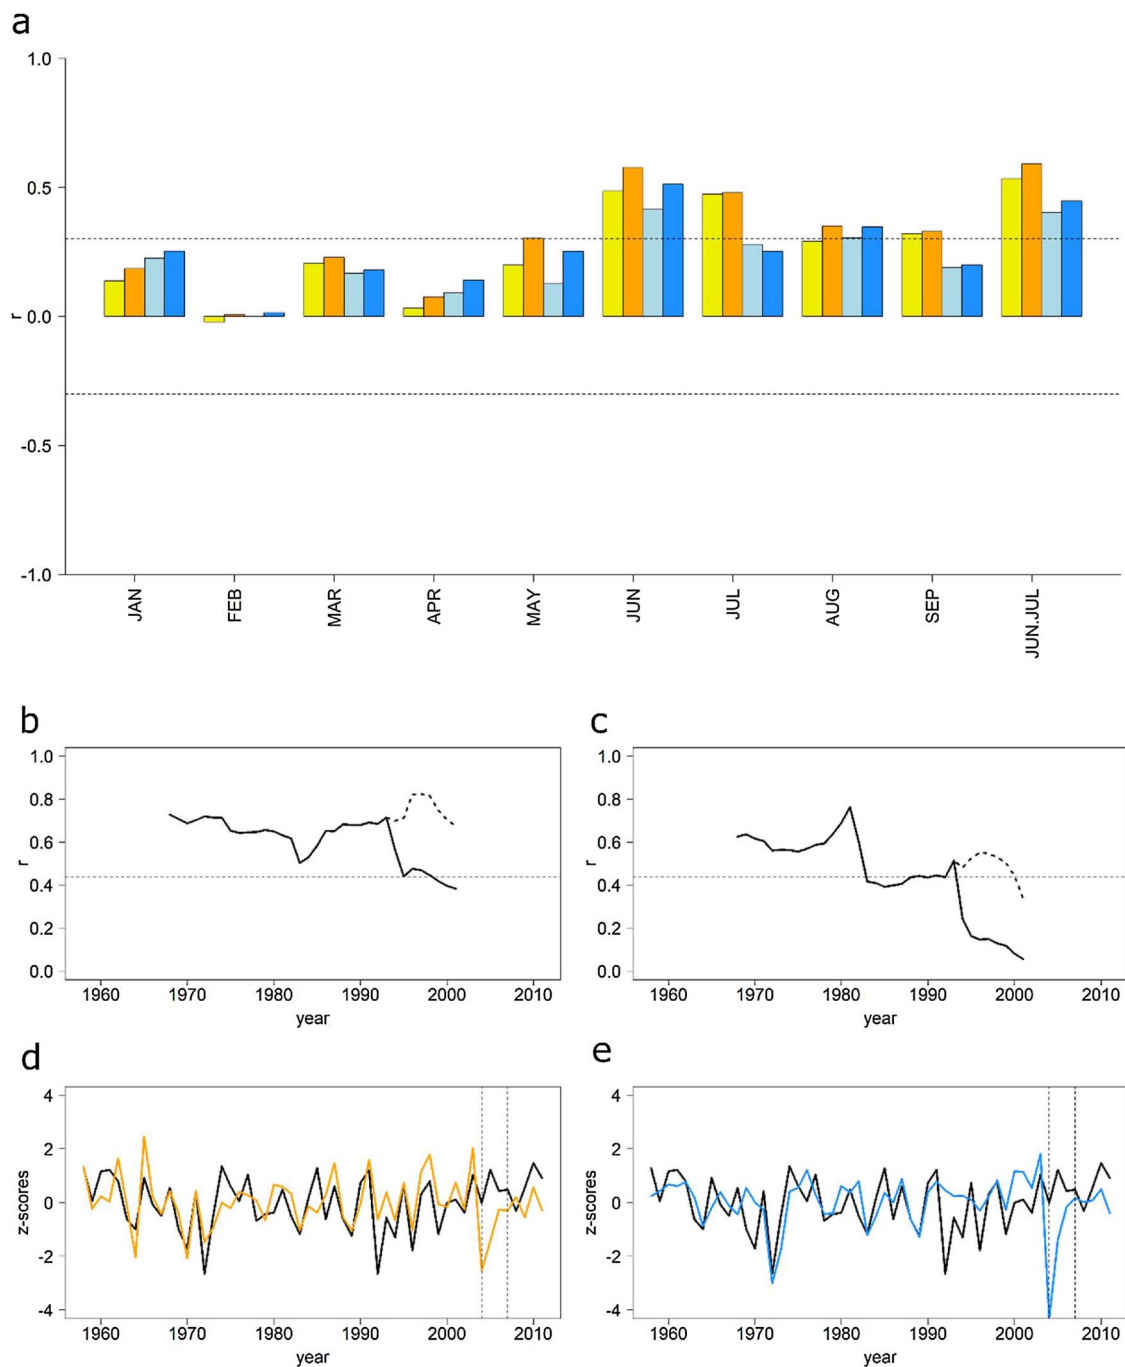 a
1.0
0.5
0.0
-0.5
-1.0
r
JAN FEB MAR APR MAY JUN JUL AUG SEP JUN.JUL
b
1.0
0.8
0.6
0.4
0.2
0.0
r
1960 1970 1980 1990 2000 2010
year
c
1.0
0.8
0.6
0.4
0.2
0.0
r
1960 1970 1980 1990 2000 2010
year
d
4
2
0
-2
-4
z-scores
1960 1970 1980 1990 2000 2010
year
e
4
2
0
-2
-4
z-scores
1960 1970 1980 1990 2000 2010
year